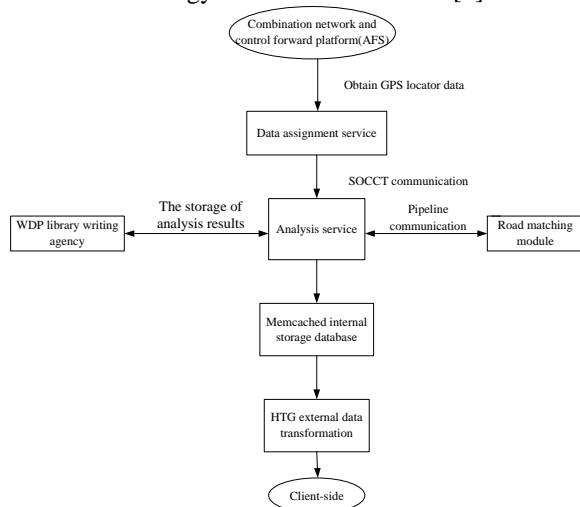 Combination network and
control forward platform(AFS)
Obtain GPS locator data
Data assignment service
SOCCT communication
The storage of
analysis results
Pipeline
communication
WDP library writing
agency
Analysis service
Road matching
module
Memcached internal
storage database
HTG external data
transformation
Client-side